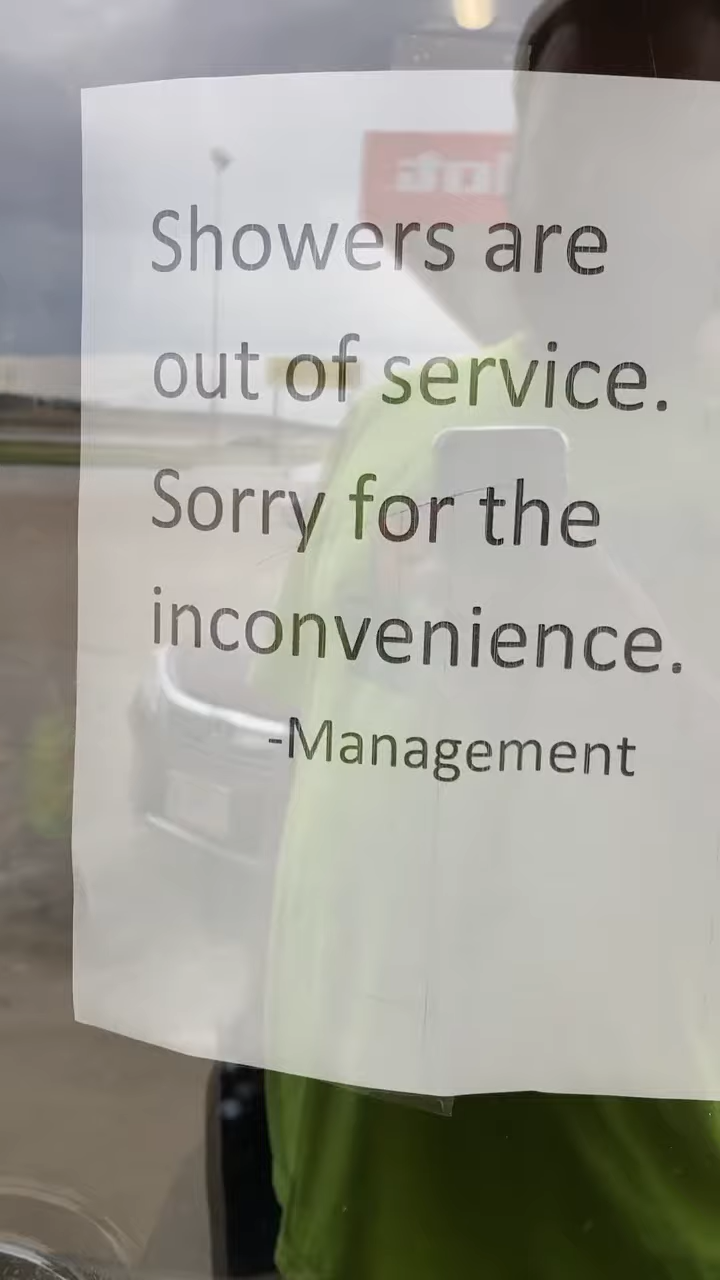 Showers are
out of service.
Sorry for the
inconvenience.
-Management